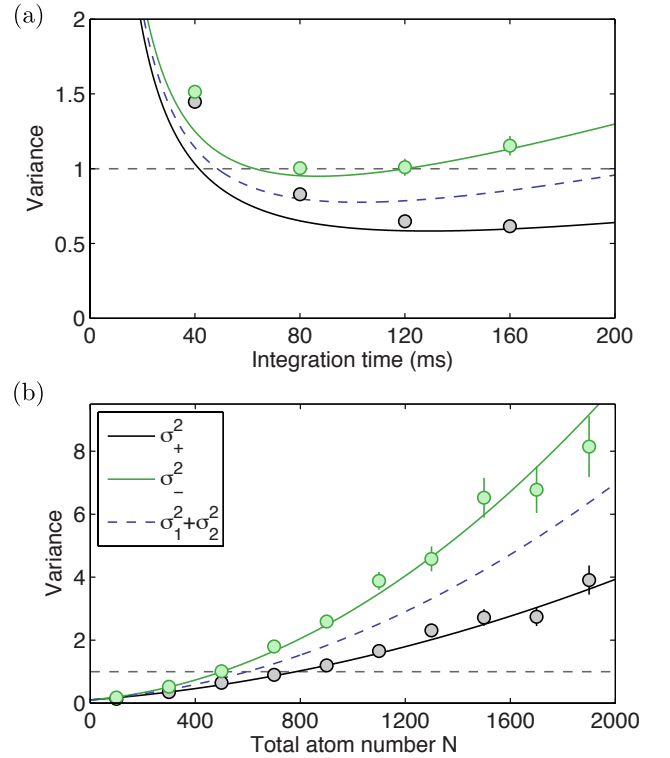 (a)
2
1.5
1
0.5
0
Variance
0 40 80 120 160 200
Integration time (ms)
(b)
σ²₊
σ²₋
σ²₁+σ²₂
8
6
4
2
0
Variance
0 400 800 1200 1600 2000
Total atom number N